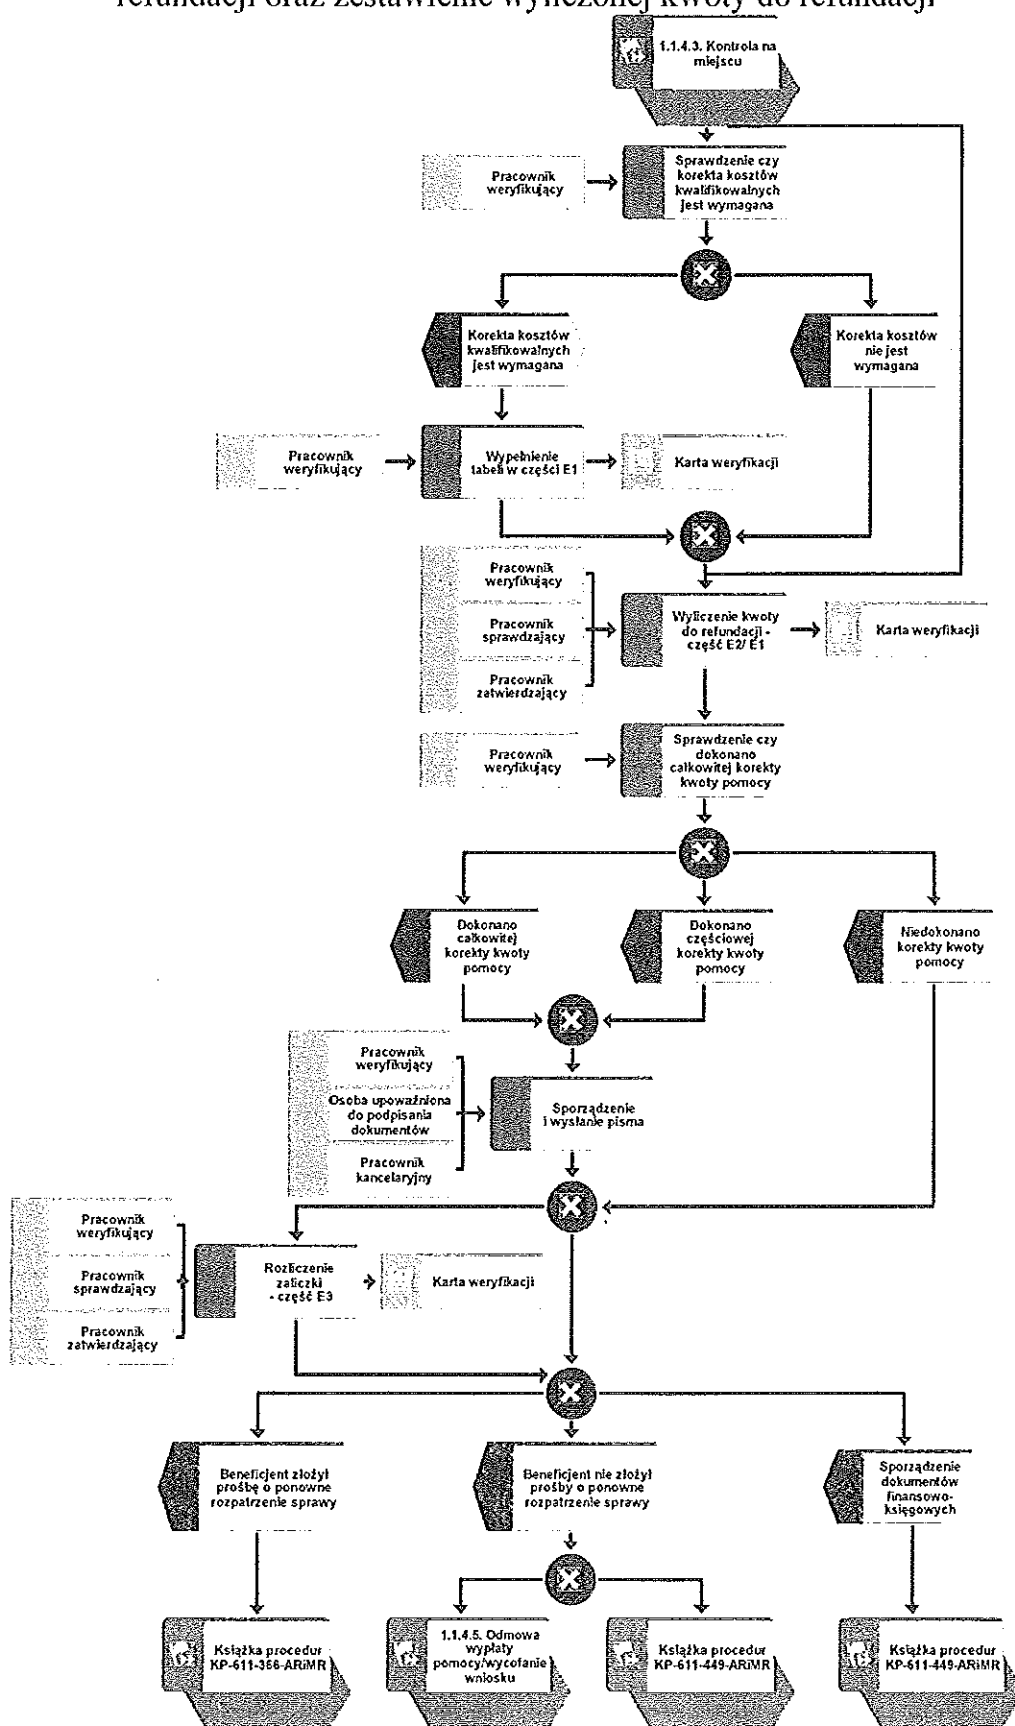 refundacji oraz zestawienie wyliczonej kwoty do refundacji
1.1.4.3. Kontrola na
miejscu
Pracownik
weryfikujący
Sprawdzenie czy
korekta kosztów
kwalifikowalnych
jest wymagana
Korekta kosztów
kwalifikowalnych
jest wymagana
Korekta kosztów
nie jest
wymagana
Pracownik
weryfikujący
Wypełnienie
tabeli w części E1
Karta weryfikacji
Pracownik
weryfikujący
Pracownik
sprawdzający
Pracownik
zatwierdzający
Wyliczenie kwoty
do refundacji -
część E2/ E1
Karta weryfikacji
Pracownik
weryfikujący
Sprawdzenie czy
dokonano
całkowitej korekty
kwoty pomocy
Dokonano
całkowitej
korekty kwoty
pomocy
Dokonano
częściowej
korekty kwoty
pomocy
Niedokonano
korekty kwoty
pomocy
Pracownik
weryfikujący
Osoba upoważniona
do podpisania
dokumentów
Pracownik
kancelaryjny
Sporządzenie
i wysłanie pisma
Pracownik
weryfikujący
Pracownik
sprawdzający
Pracownik
zatwierdzający
Rozliczenie
zaliczki
- część E3
Karta weryfikacji
Beneficjent złożył
prośbę o ponowne
rozpatrzenie sprawy
Beneficjent nie złożył
prośby o ponowne
rozpatrzenie sprawy
Sporządzenie
dokumentów
finansowo-
księgowych
Książka procedur
KP-611-366-ARiMR
1.1.4.5. Odmowa
wypłaty
pomocy/wycofanie
wniosku
Książka procedur
KP-611-449-ARiMR
Książka procedur
KP-611-449-ARiMR